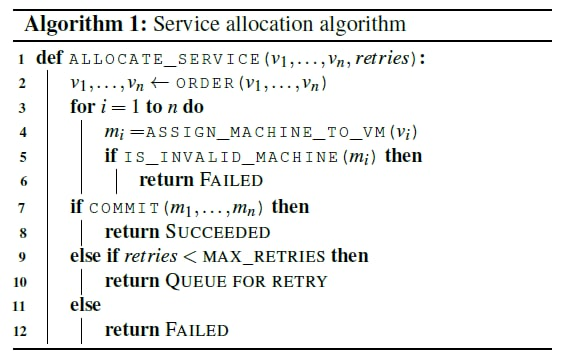 Algorithm 1: Service allocation algorithm
1 def ALLOCATE_SERVICE(v1,...,vn, retries):
2 v1,...,vn ← ORDER(v1,...,vn)
3 for i = 1 to n do
4 mi =ASSIGN_MACHINE_TO_VM(vi)
5 if IS_INVALID_MACHINE(mi) then
6 return FAILED
7 if COMMIT(m1,...,mn) then
8 return SUCCEEDED
9 else if retries < MAX_RETRIES then
10 return QUEUE FOR RETRY
11 else
12 return FAILED